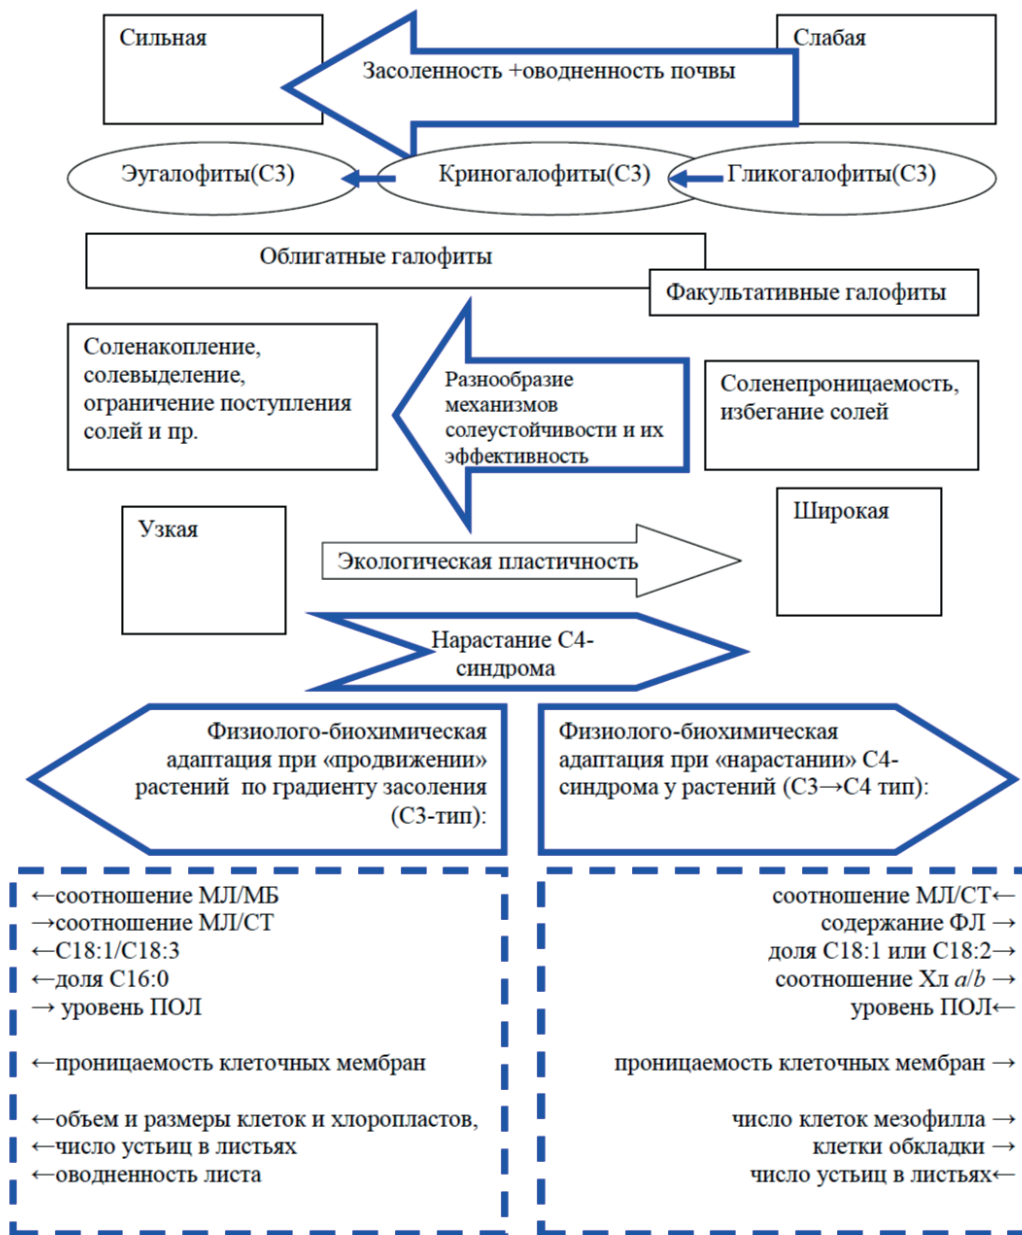 Сильная
Слабая
Засоленность +оводненность почвы
Эугалофиты(С3)
Криногалофиты(С3)
Гликогалофиты(С3)
Облигатные галофиты
Факультативные галофиты
Соленакопление,
солевыделение,
ограничение поступления
солей и пр.
Разнообразие
механизмов
солеустойчивости и их
эффективность
Соленепроницаемость,
избегание солей
Узкая
Широкая
Экологическая пластичность
Нарастание С4-
синдрома
Физиолого-биохимическая
адаптация при «продвижении»
растений по градиенту засоления
(С3-тип):
Физиолого-биохимическая
адаптация при «нарастании» С4-
синдрома у растений (С3→С4 тип):
←соотношение МЛ/МБ
→соотношение МЛ/СТ
←С18:1/С18:3
←доля С16:0
→ уровень ПОЛ
←проницаемость клеточных мембран
←объем и размеры клеток и хлоропластов,
←число устьиц в листьях
←оводненность листа
соотношение МЛ/СТ←
содержание ФЛ →
доля С18:1 или С18:2→
соотношение Хл a/b →
уровень ПОЛ←
проницаемость клеточных мембран →
число клеток мезофилла →
клетки обкладки →
число устьиц в листьях←